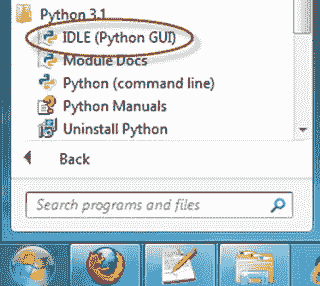 Python 3.1
IDLE (Python GUI)
Module Docs
Python (command line)
Python Manuals
Uninstall Python
Back
Search programs and files